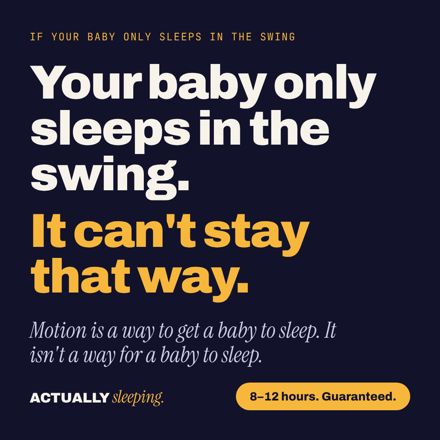 IF YOUR BABY ONLY SLEEPS IN THE SWING
Your baby only
sleeps in the
swing.
It can't stay
that way.
Motion is a way to get a baby to sleep. It
isn't a way for a baby to sleep.
ACTUALLY sleeping.
8–12 hours. Guaranteed.